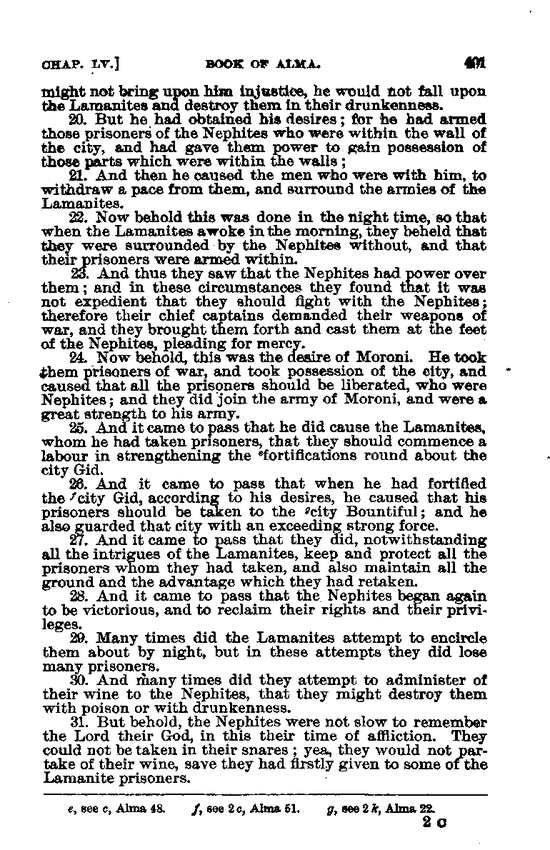 CHAP. LV.] BOOK OF ALMA. 401
might not bring upon him injustice, he would not fall upon
the Lamanites and destroy them in their drunkenness.
20. But he had obtained his desires; for he had armed
those prisoners of the Nephites who were within the wall of
the city, and had gave them power to gain possession of
those parts which were within the walls;
21. And then he caused the men who were with him, to
withdraw a pace from them, and surround the armies of the
Lamanites.
22. Now behold this was done in the night time, so that
when the Lamanites awoke in the morning, they beheld that
they were surrounded by the Nephites without, and that
their prisoners were armed within.
23. And thus they saw that the Nephites had power over
them; and in these circumstances they found that it was
not expedient that they should fight with the Nephites;
therefore their chief captains demanded their weapons of
war, and they brought them forth and cast them at the feet
of the Nephites, pleading for mercy.
24. Now behold, this was the desire of Moroni. He took
them prisoners of war, and took possession of the city, and
caused that all the prisoners should be liberated, who were
Nephites; and they did join the army of Moroni, and were a
great strength to his army.
25. And it came to pass that he did cause the Lamanites,
whom he had taken prisoners, that they should commence a
labour in strengthening the ᵉfortifications round about the
city Gid.
26. And it came to pass that when he had fortified
the ᶠcity Gid, according to his desires, he caused that his
prisoners should be taken to the ᵍcity Bountiful; and he
also guarded that city with an exceeding strong force.
27. And it came to pass that they did, notwithstanding
all the intrigues of the Lamanites, keep and protect all the
prisoners whom they had taken, and also maintain all the
ground and the advantage which they had retaken.
28. And it came to pass that the Nephites began again
to be victorious, and to reclaim their rights and their privi-
leges.
29. Many times did the Lamanites attempt to encircle
them about by night, but in these attempts they did lose
many prisoners.
30. And many times did they attempt to administer of
their wine to the Nephites, that they might destroy them
with poison or with drunkenness.
31. But behold, the Nephites were not slow to remember
the Lord their God, in this their time of affliction. They
could not be taken in their snares; yea, they would not par-
take of their wine, save they had firstly given to some of the
Lamanite prisoners.
e, see c, Alma 48. f, see 2 c, Alma 51. g, see 2 k, Alma 22.
2 C